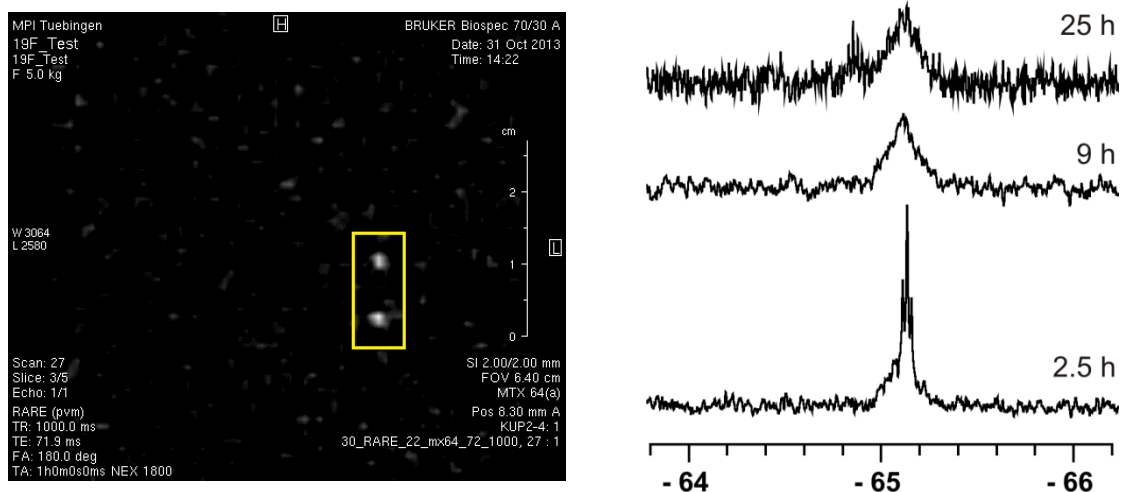 MPI Tuebingen
19F_Test
19F_Test
F 5.0 kg
H
BRUKER Biospec 70/30 A
Date: 31 Oct 2013
Time: 14:22
cm
2
1
0
W 3064
L 2580
L
Scan: 27
Slice: 3/5
Echo: 1/1
RARE (pvm)
TR: 1000.0 ms
TE: 71.9 ms
FA: 180.0 deg
TA: 1h0m0s0ms NEX 1800
SI 2.00/2.00 mm
FOV 6.40 cm
MTX 64(a)
Pos 8.30 mm A
KUP2-4: 1
30_RARE_22_mx64_72_1000, 27 : 1
25 h
9 h
2.5 h
- 64 - 65 - 66